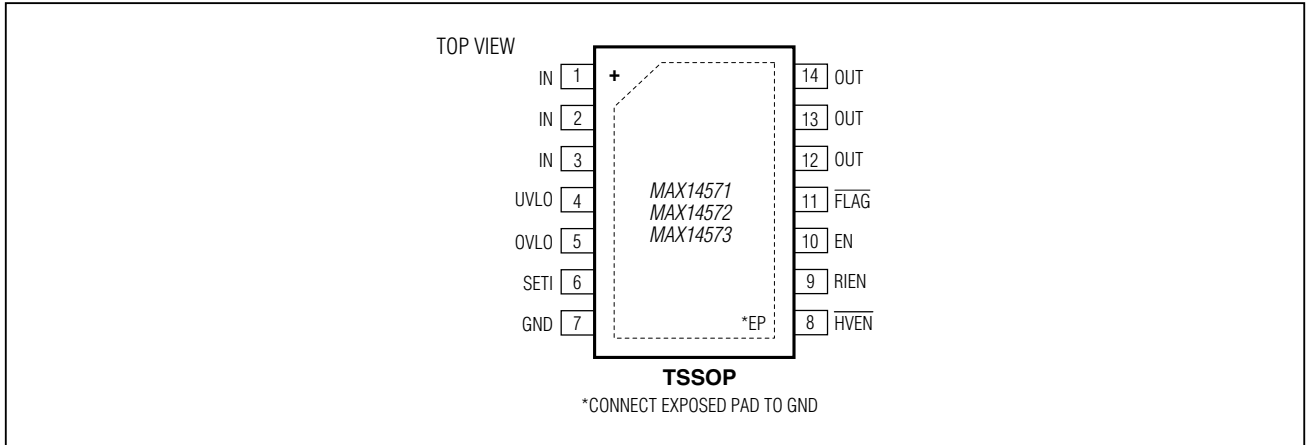 TOP VIEW
IN 1 + 14 OUT
IN 2 13 OUT
IN 3 12 OUT
UVLO 4 MAX14571 11 FLAG
MAX14572
OVLO 5 MAX14573 10 EN
SETI 6 9 RIEN
GND 7 *EP 8 HVEN
TSSOP
*CONNECT EXPOSED PAD TO GND